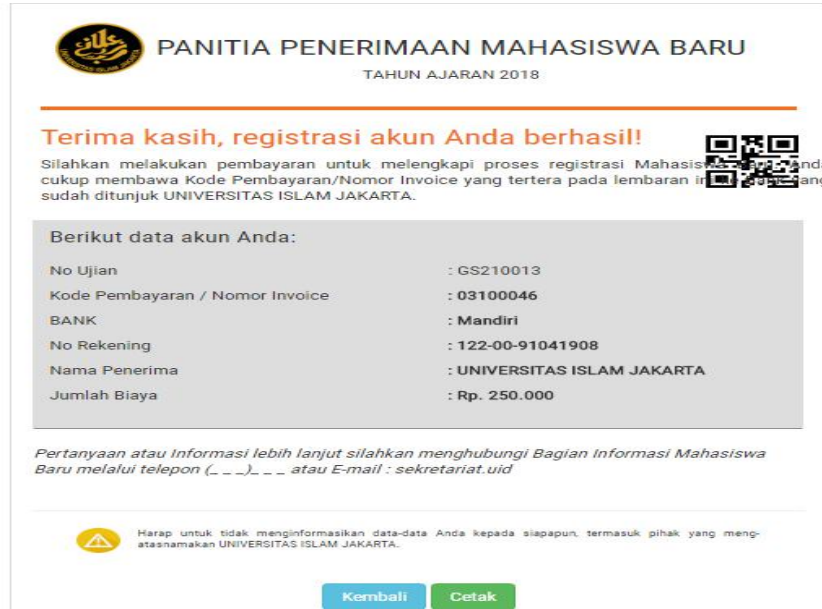 PANITIA PENERIMAAN MAHASISWA BARU
TAHUN AJARAN 2018
Terima kasih, registrasi akun Anda berhasil!
Silahkan melakukan pembayaran untuk melengkapi proses registrasi
cukup membawa Kode Pembayaran/Nomor Invoice yang tertera pada lembaran
sudah ditunjuk UNIVERSITAS ISLAM JAKARTA.
Berikut data akun Anda:
No Ujian : GS210013
Kode Pembayaran / Nomor Invoice : 03100046
BANK : Mandiri
No Rekening : 122-00-91041908
Nama Penerima : UNIVERSITAS ISLAM JAKARTA
Jumlah Biaya : Rp. 250.000
Pertanyaan atau Informasi lebih lanjut silahkan menghubungi Bagian Informasi Mahasiswa
Baru melalui telepon (_ _ _)_ _ _ atau E-mail : sekretariat.uid
Harap untuk tidak menginformasikan data-data Anda kepada siapapun, termasuk pihak yang meng-
atasnamakan UNIVERSITAS ISLAM JAKARTA.
Kembali Cetak